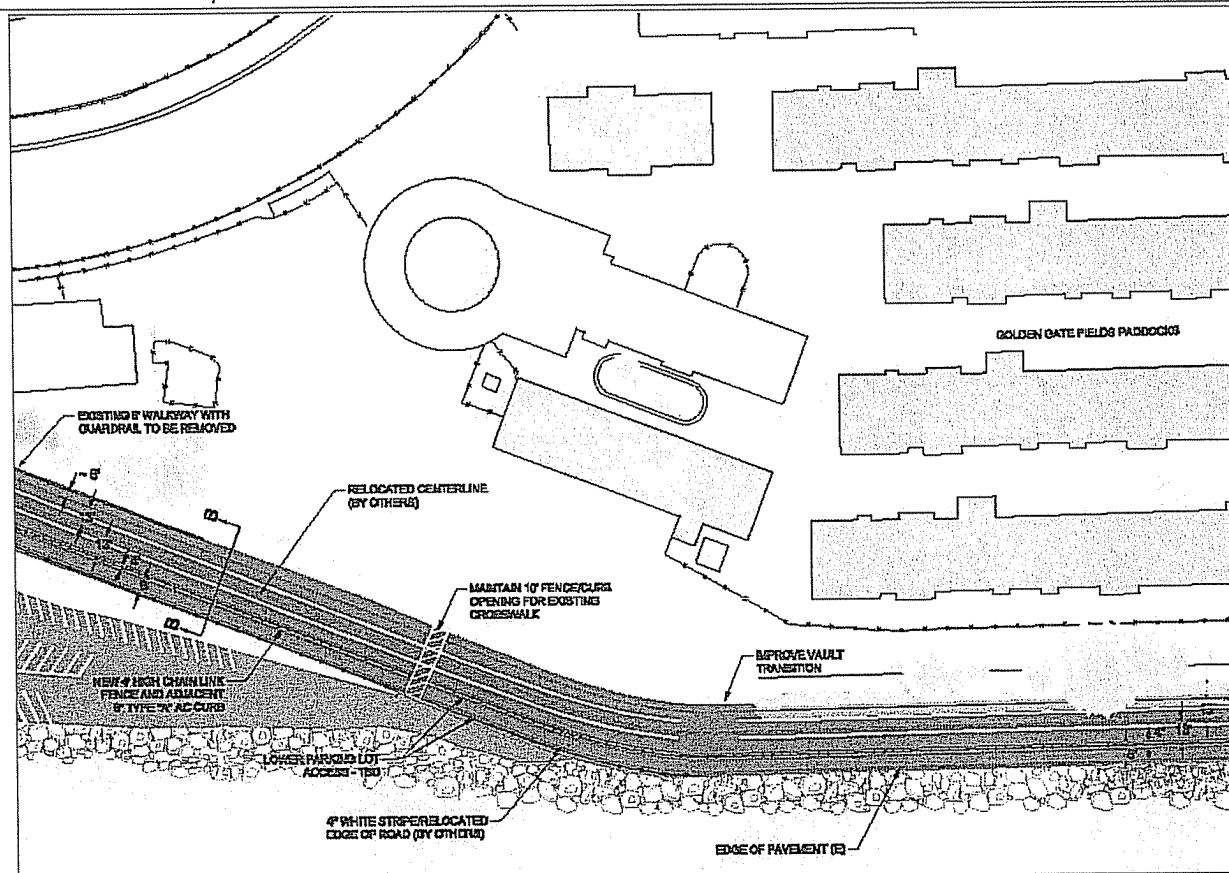 GOLDEN GATE FIELDS PADDOCKS
EXISTING 8' WALKWAY WITH
GUARDRAIL TO BE REMOVED
RELOCATED CENTERLINE
(BY OTHERS)
B
B
MAINTAIN 10' FENCE/CURB
OPENING FOR EXISTING
CROSSWALK
IMPROVE VAULT
TRANSITION
NEW 4' HIGH CHAIN LINK
FENCE AND ADJACENT
6" TYPE "A" AC CURB
LOWER PARKING LOT
ACCESS - TBD
4" WHITE STRIPE/RELOCATED
EDGE OF ROAD (BY OTHERS)
EDGE OF PAVEMENT (E)